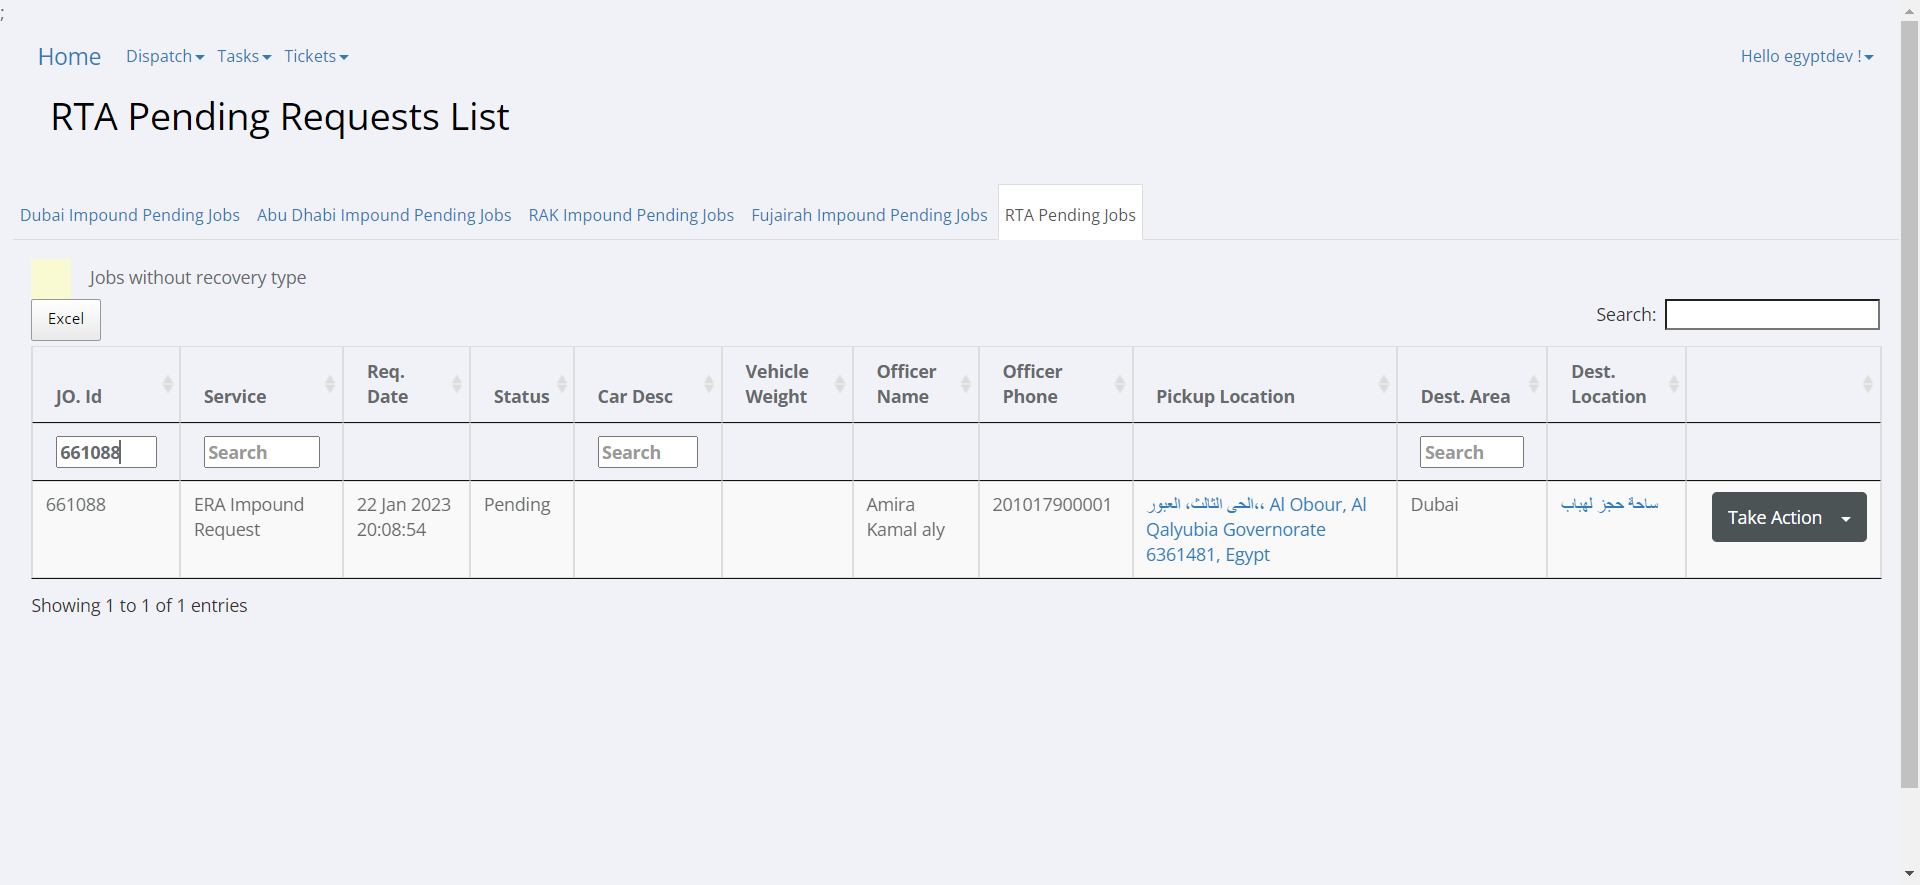 ;
Home Dispatch Tasks Tickets Hello egyptdev !
RTA Pending Requests List
Dubai Impound Pending Jobs Abu Dhabi Impound Pending Jobs RAK Impound Pending Jobs Fujairah Impound Pending Jobs RTA Pending Jobs
Jobs without recovery type
Excel
Search:
JO. Id
Service
Req.
Date
Status
Car Desc
Vehicle
Weight
Officer
Name
Officer
Phone
Pickup Location
Dest. Area
Dest.
Location
661088 Search Search Search
661088
ERA Impound
Request
22 Jan 2023
20:08:54
Pending
Amira
Kamal aly
201017900001
الحى الثالث، العبور،، Al Obour, Al
Qalyubia Governorate
6361481, Egypt
Dubai
ساحة حجز لهباب
Take Action
Showing 1 to 1 of 1 entries